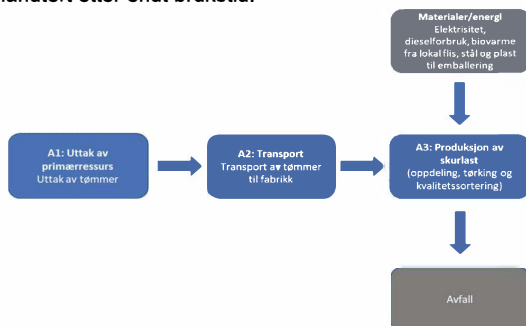 Materialer/energi
Elektrisitet,
dieselforbruk, biovarme
fra lokal flis, stål og plast
til emballering
A1: Uttak av
primærressurs
Uttak av tømmer
A2: Transport
Transport av tømmer
til fabrikk
A3: Produksjon av
skurlast
(oppdeling, tørking og
kvalitetssortering)
Avfall